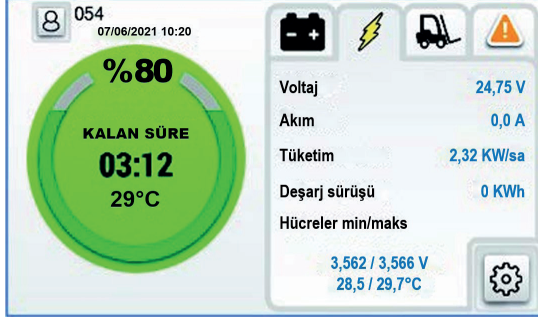 054
07/06/2021 10:20
%80
KALAN SÜRE
03:12
29°C
Voltaj 24,75 V
Akım 0,0 A
Tüketim 2,32 KW/sa
Deşarj sürüşü 0 KWh
Hücreler min/maks
3,562 / 3,566 V
28,5 / 29,7°C